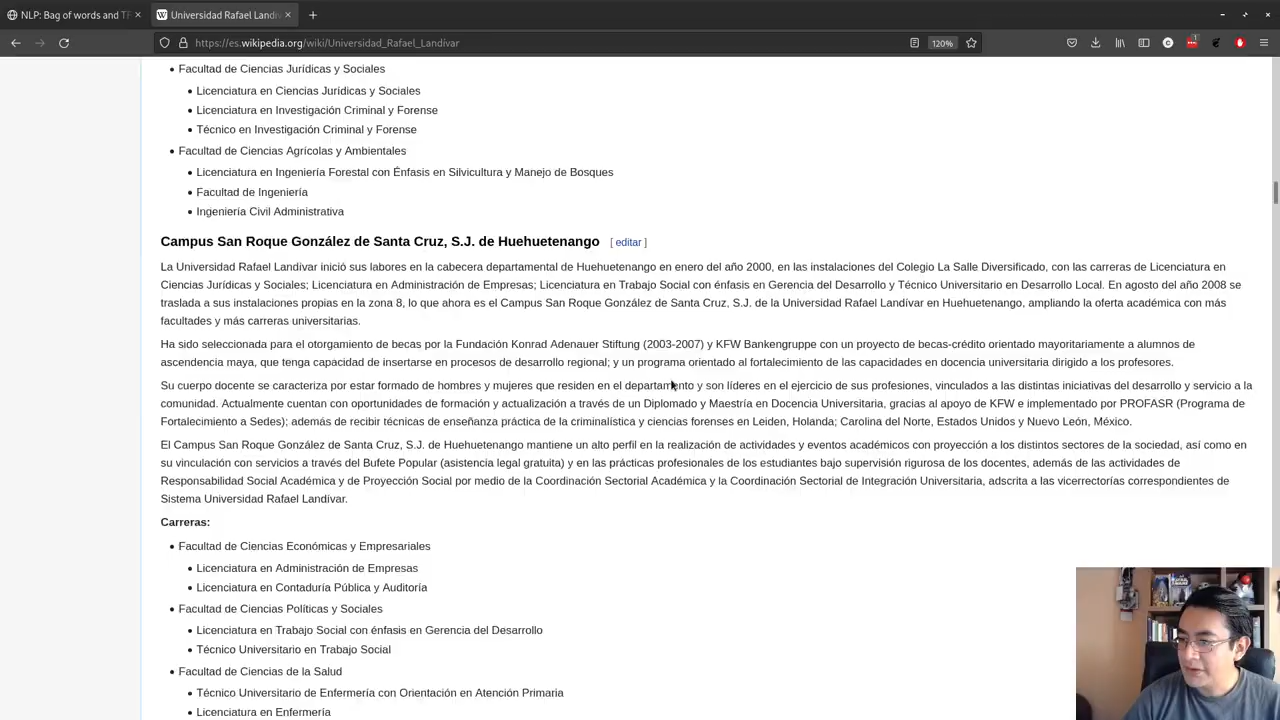 NLP: Bag of words and TF
Universidad Rafael Landív
https://es.wikipedia.org/wiki/Universidad_Rafael_Landívar
120%
Facultad de Ciencias Jurídicas y Sociales
Licenciatura en Ciencias Jurídicas y Sociales
Licenciatura en Investigación Criminal y Forense
Técnico en Investigación Criminal y Forense
Facultad de Ciencias Agrícolas y Ambientales
Licenciatura en Ingeniería Forestal con Énfasis en Silvicultura y Manejo de Bosques
Facultad de Ingeniería
Ingeniería Civil Administrativa
Campus San Roque González de Santa Cruz, S.J. de Huehuetenango [ editar ]
La Universidad Rafael Landívar inició sus labores en la cabecera departamental de Huehuetenango en enero del año 2000, en las instalaciones del Colegio La Salle Diversificado, con las carreras de Licenciatura en
Ciencias Jurídicas y Sociales; Licenciatura en Administración de Empresas; Licenciatura en Trabajo Social con énfasis en Gerencia del Desarrollo y Técnico Universitario en Desarrollo Local. En agosto del año 2008 se
traslada a sus instalaciones propias en la zona 8, lo que ahora es el Campus San Roque González de Santa Cruz, S.J. de la Universidad Rafael Landívar en Huehuetenango, ampliando la oferta académica con más
facultades y más carreras universitarias.
Ha sido seleccionada para el otorgamiento de becas por la Fundación Konrad Adenauer Stiftung (2003-2007) y KFW Bankengruppe con un proyecto de becas-crédito orientado mayoritariamente a alumnos de
ascendencia maya, que tenga capacidad de insertarse en procesos de desarrollo regional; y un programa orientado al fortalecimiento de las capacidades en docencia universitaria dirigido a los profesores.
Su cuerpo docente se caracteriza por estar formado de hombres y mujeres que residen en el departamento y son líderes en el ejercicio de sus profesiones, vinculados a las distintas iniciativas del desarrollo y servicio a la
comunidad. Actualmente cuentan con oportunidades de formación y actualización a través de un Diplomado y Maestría en Docencia Universitaria, gracias al apoyo de KFW e implementado por PROFASR (Programa de
Fortalecimiento a Sedes); además de recibir técnicas de enseñanza práctica de la criminalística y ciencias forenses en Leiden, Holanda; Carolina del Norte, Estados Unidos y Nuevo León, México.
El Campus San Roque González de Santa Cruz, S.J. de Huehuetenango mantiene un alto perfil en la realización de actividades y eventos académicos con proyección a los distintos sectores de la sociedad, así como en
su vinculación con servicios a través del Bufete Popular (asistencia legal gratuita) y en las prácticas profesionales de los estudiantes bajo supervisión rigurosa de los docentes, además de las actividades de
Responsabilidad Social Académica y de Proyección Social por medio de la Coordinación Sectorial Académica y la Coordinación Sectorial de Integración Universitaria, adscrita a las vicerrectorías correspondientes de
Sistema Universidad Rafael Landívar.
Carreras:
Facultad de Ciencias Económicas y Empresariales
Licenciatura en Administración de Empresas
Licenciatura en Contaduría Pública y Auditoría
Facultad de Ciencias Políticas y Sociales
Licenciatura en Trabajo Social con énfasis en Gerencia del Desarrollo
Técnico Universitario en Trabajo Social
Facultad de Ciencias de la Salud
Técnico Universitario de Enfermería con Orientación en Atención Primaria
Licenciatura en Enfermería